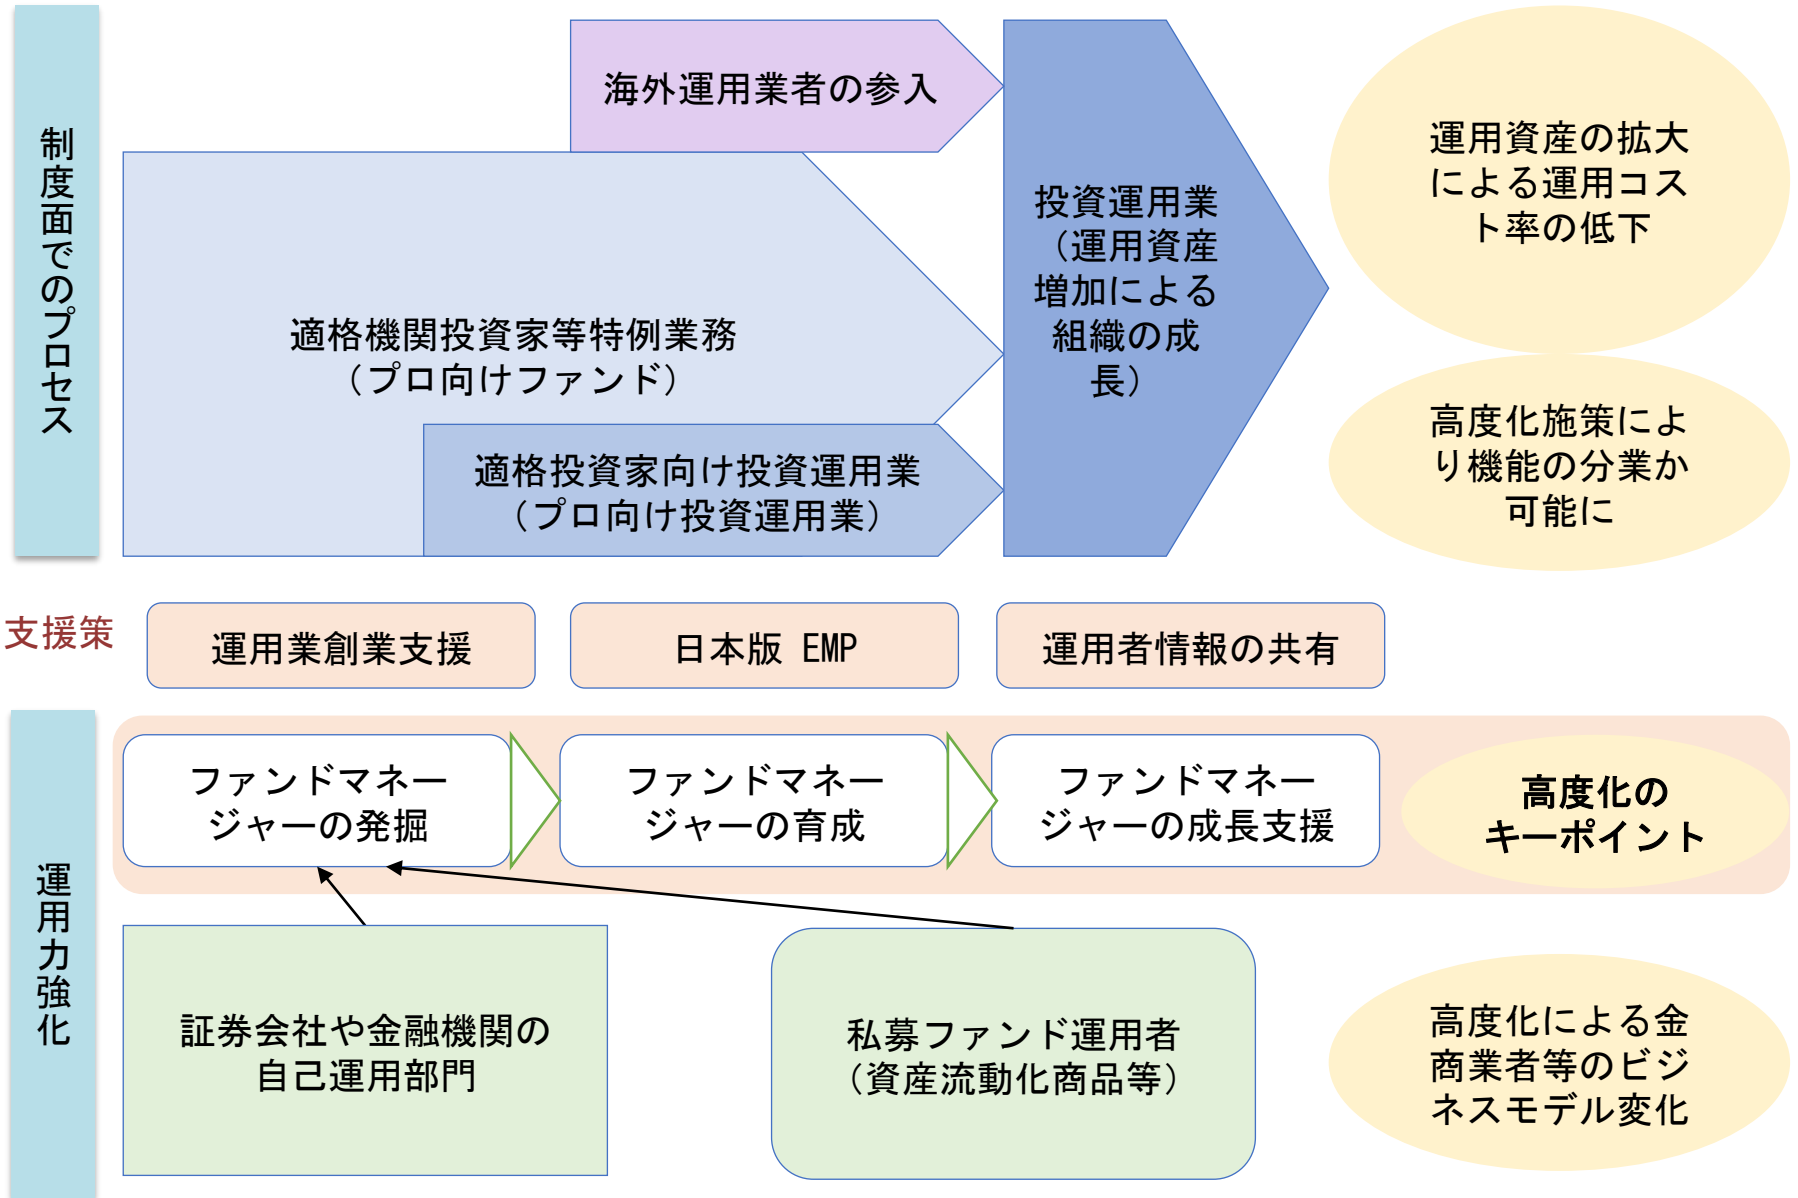 制度面でのプロセス
海外運用業者の参入
適格機関投資家等特例業務
（プロ向けファンド）
適格投資家向け投資運用業
（プロ向け投資運用業）
投資運用業
（運用資産
増加による
組織の成
長）
運用資産の拡大
による運用コス
ト率の低下
高度化施策によ
り機能の分業か
可能に
支援策
運用業創業支援
日本版 EMP
運用者情報の共有
運用力強化
ファンドマネー
ジャーの発掘
ファンドマネー
ジャーの育成
ファンドマネー
ジャーの成長支援
高度化の
キーポイント
証券会社や金融機関の
自己運用部門
私募ファンド運用者
（資産流動化商品等）
高度化による金
商業者等のビジ
ネスモデル変化